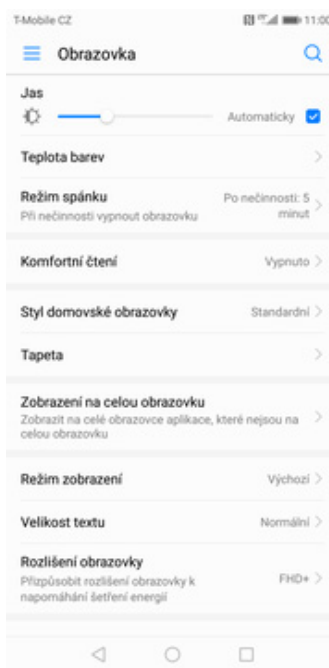 T-Mobile CZ 11:00
Obrazovka
Jas
Automaticky
Teplota barev
Režim spánku
Při nečinnosti vypnout obrazovku
Po nečinnosti: 5
minut
Komfortní čtení
Vypnuto
Styl domovské obrazovky
Standardní
Tapeta
Zobrazení na celou obrazovku
Zobrazit na celé obrazovce aplikace, které nejsou na
celou obrazovku
Režim zobrazení
Výchozí
Velikost textu
Normální
Rozlišení obrazovky
Přizpůsobit rozlišení obrazovky k
napomáhání šetření energií
FHD+